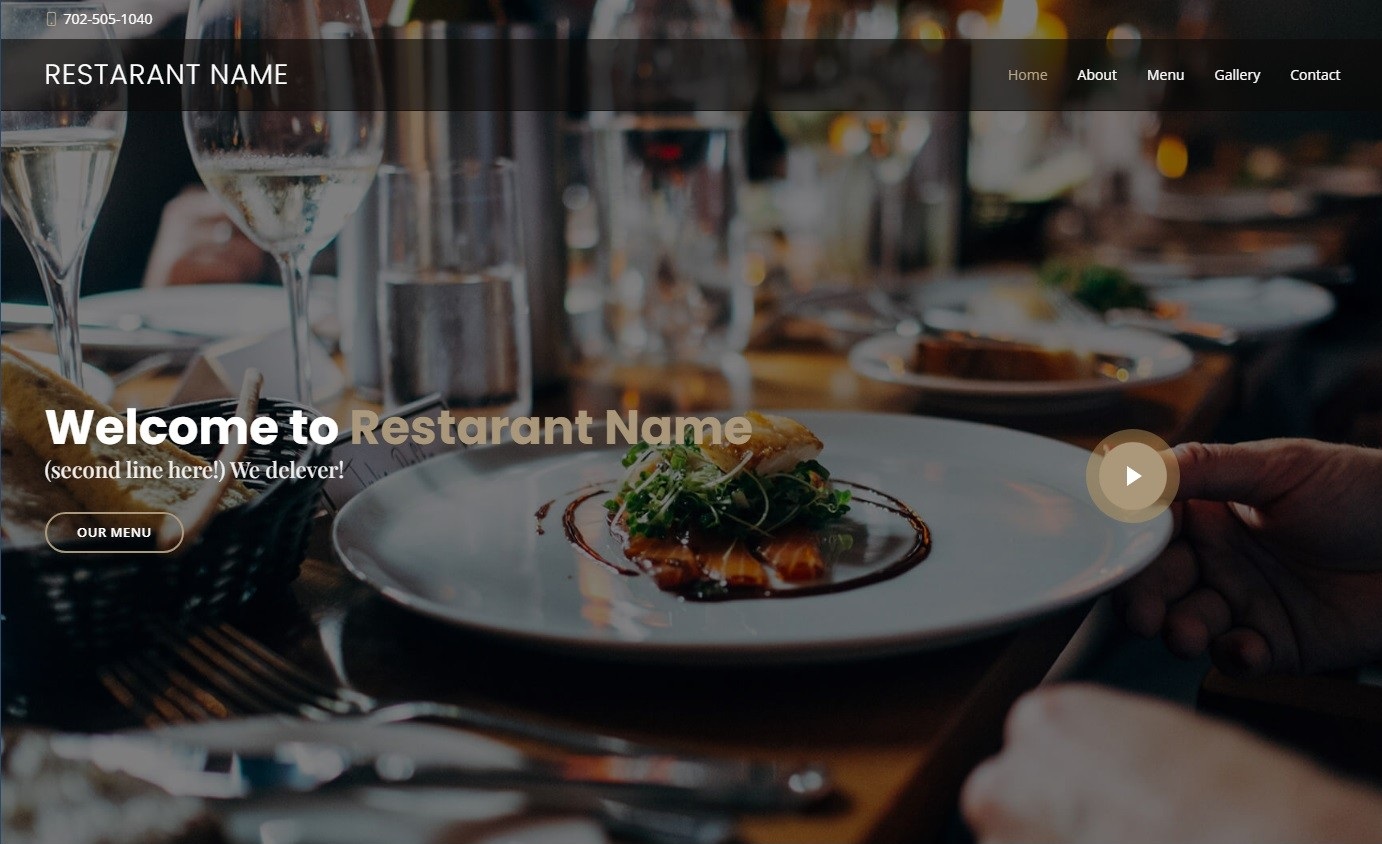 702-505-1040
RESTARANT NAME
Home About Menu Gallery Contact
Welcome to Restarant Name
(second line here!) We delever!
OUR MENU